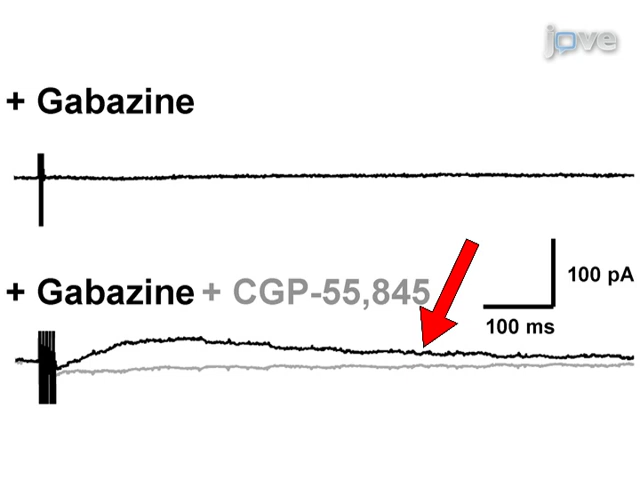 jove
+ Gabazine
+ Gabazine + CGP-55,845
100 pA
100 ms